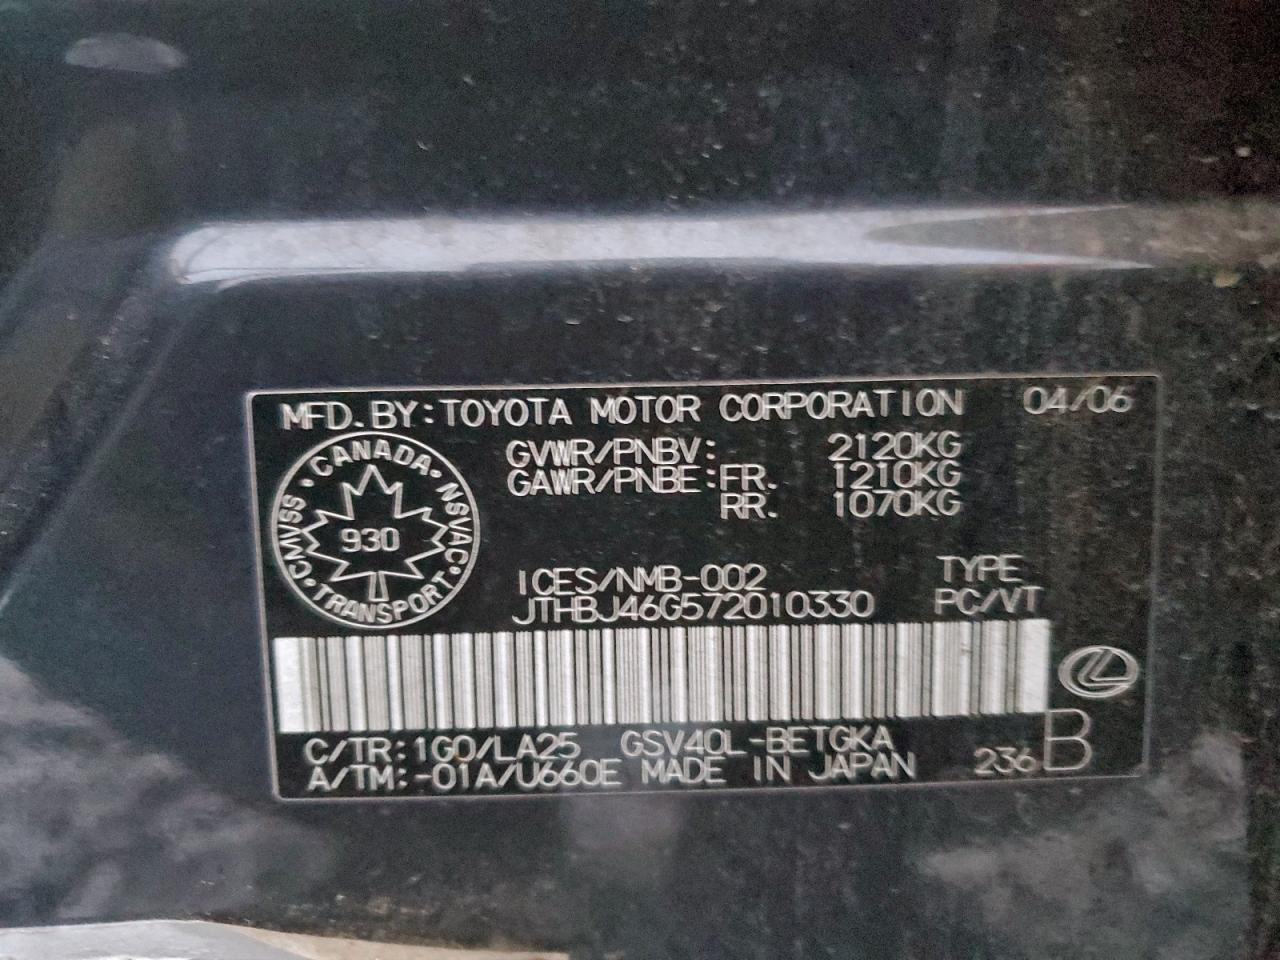 MFD. BY: TOYOTA MOTOR CORPORATION 04/06
GVWR/PNBV: 2120KG
GAWR/PNBE: FR. 1210KG
RR. 1070KG
CANADA · NSVAC · TRANSPORT · CMVSS ·
930
ICES/NMB-002 TYPE
JTHBJ46G572010330 PC/VT
C/TR: 1G0/LA25 GSV40L-BETGKA
A/TM: -01A/U660E MADE IN JAPAN 236 B